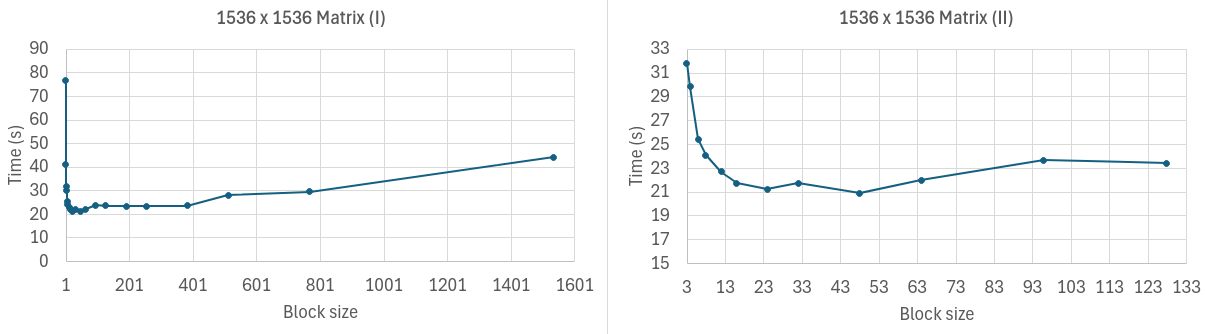 1536 x 1536 Matrix (I)
90
80
70
60
50
40
30
20
10
0
Time (s)
1 201 401 601 801 1001 1201 1401 1601
Block size
1536 x 1536 Matrix (II)
33
31
29
27
25
23
21
19
17
15
Time (s)
3 13 23 33 43 53 63 73 83 93 103 113 123 133
Block size